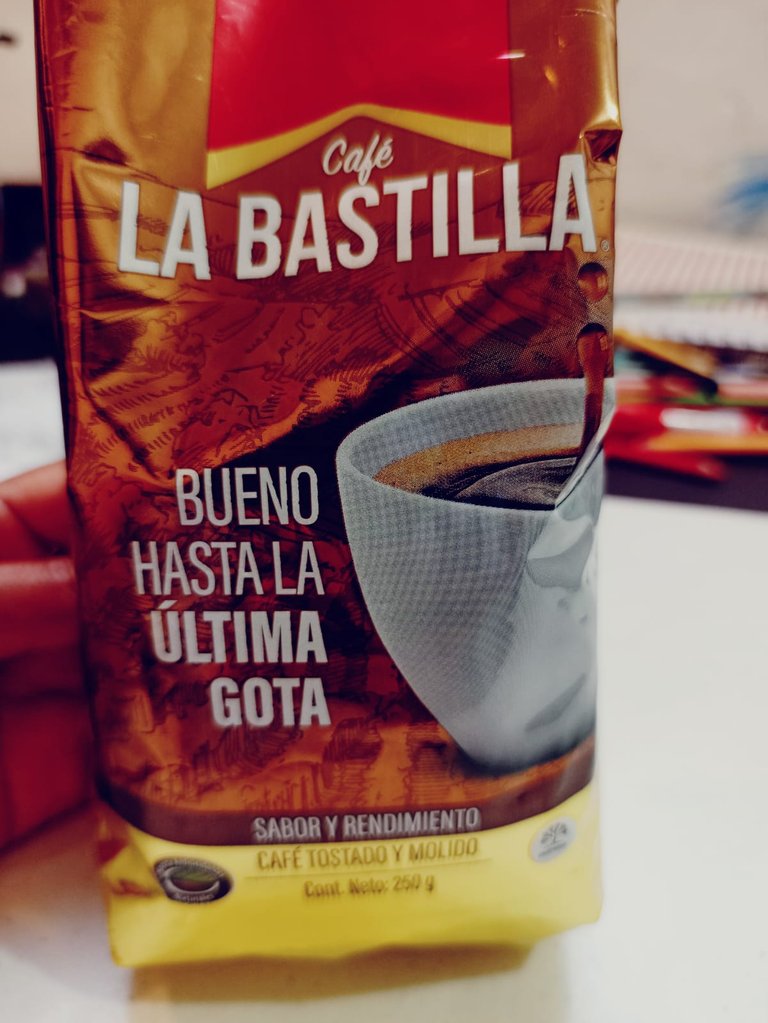 Café
LA BASTILLA®
BUENO
HASTA LA
ÚLTIMA
GOTA
SABOR Y RENDIMIENTO
CAFÉ TOSTADO Y MOLIDO
Cont. Neto: 250 g